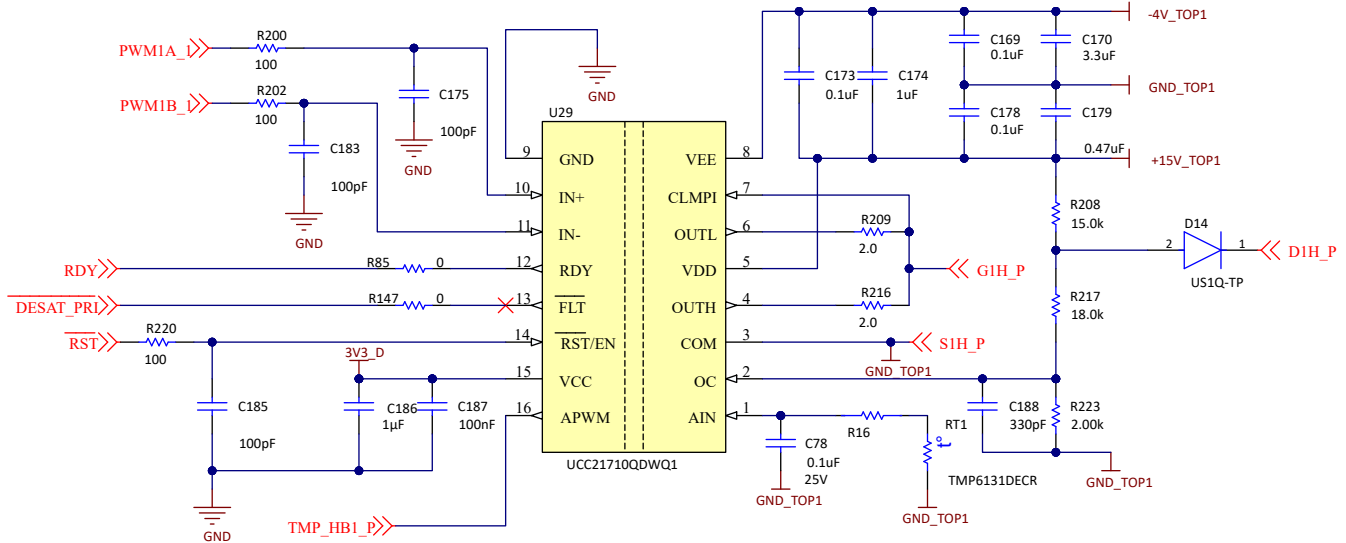 PWM1A_1
R200
100
C175
100pF
PWM1B_1
R202
100
C183
100pF
GND
GND
GND
U29
9 GND
10 IN+
11 IN-
12 RDY
13 FLT
14 RST/EN
15 VCC
16 APWM
VEE 8
CLMPI 7
OUTL 6
VDD 5
OUTH 4
COM 3
OC 2
AIN 1
UCC21710QDWQ1
RDY
R85
0
DESAT_PRI
R147
0
RST
R220
100
C185
100pF
3V3_D
C186
1µF
C187
100nF
GND
TMP_HB1_P
C173
0.1uF
C174
1uF
C169
0.1uF
C170
3.3uF
C178
0.1uF
C179
0.47uF
-4V_TOP1
GND_TOP1
+15V_TOP1
R209
2.0
R216
2.0
G1H_P
S1H_P
GND_TOP1
R208
15.0k
D14
2
1
US1Q-TP
D1H_P
R217
18.0k
C188
330pF
R223
2.00k
GND_TOP1
C78
0.1uF
25V
GND_TOP1
R16
RT1
t°
TMP6131DECR
GND_TOP1